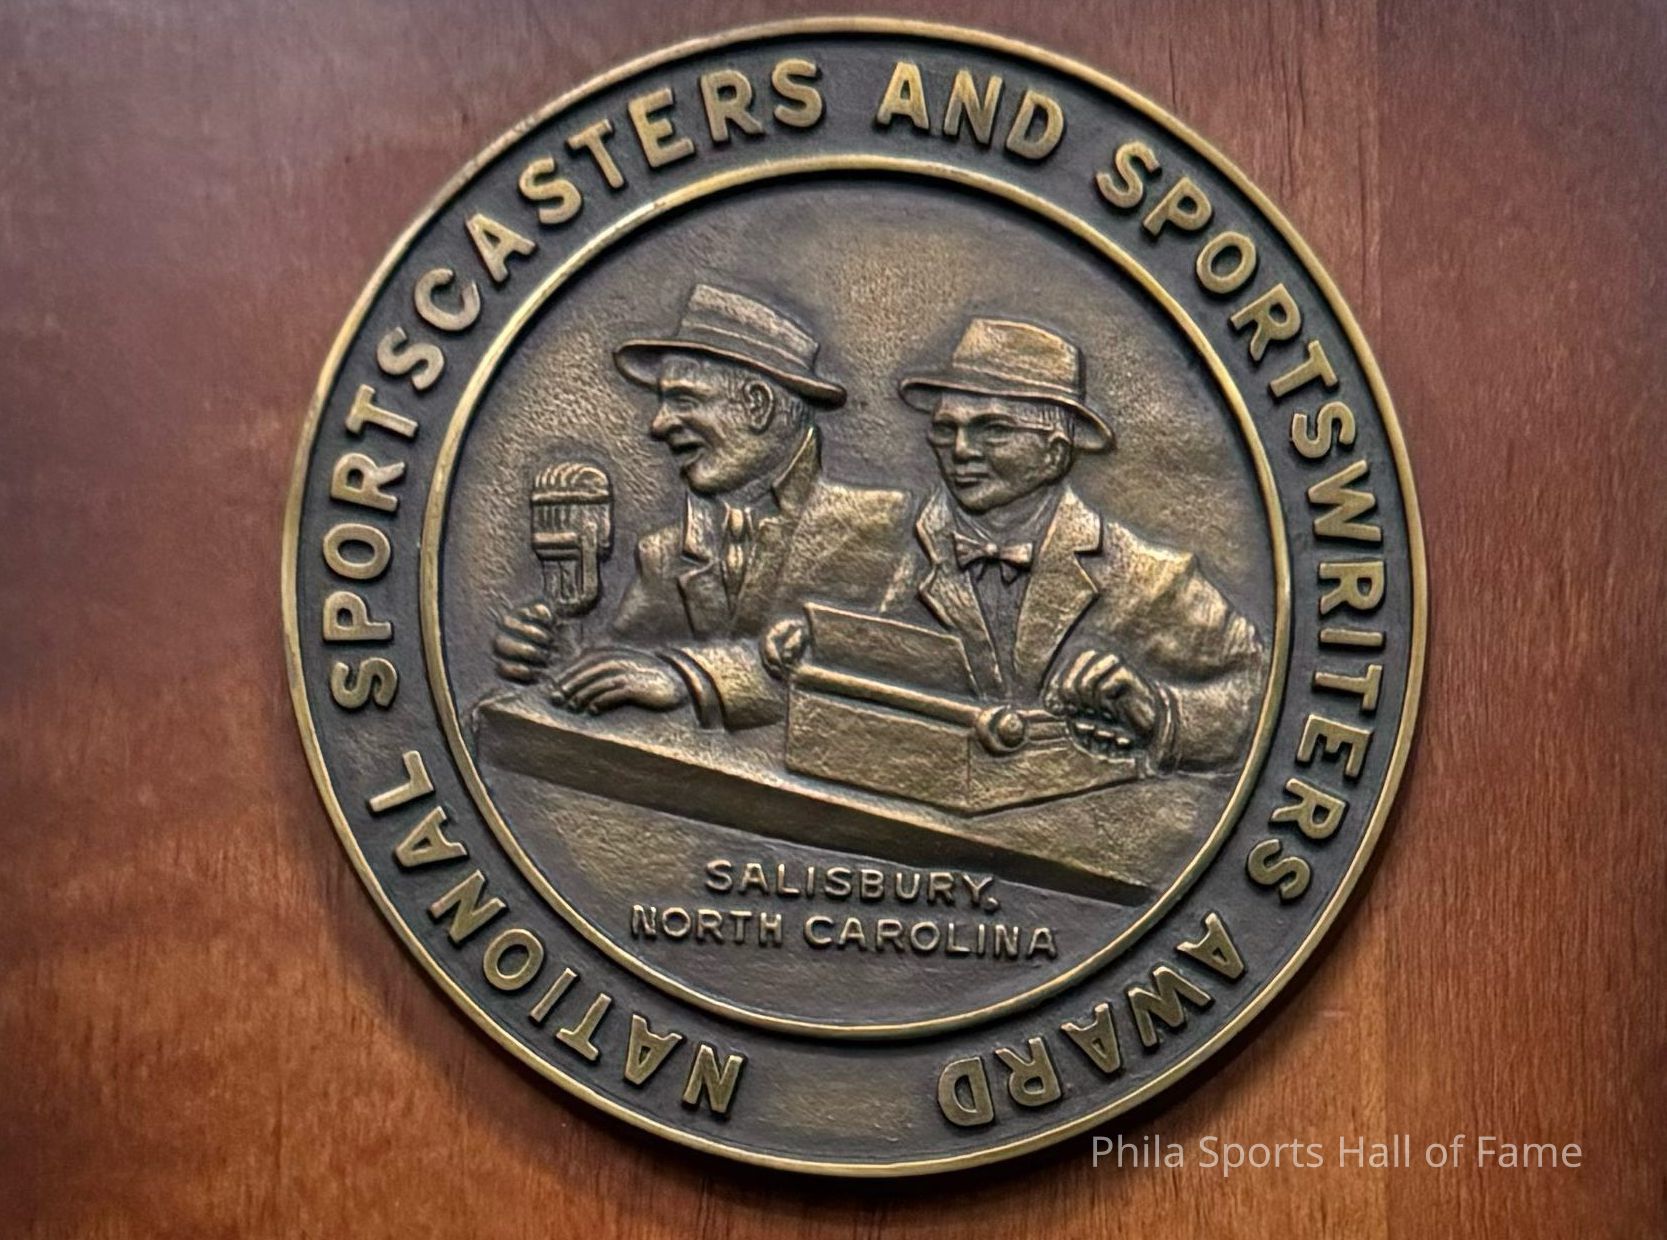 NATIONAL SPORTSCASTERS AND SPORTSWRITERS AWARD
SALISBURY,
NORTH CAROLINA
Phila Sports Hall of Fame